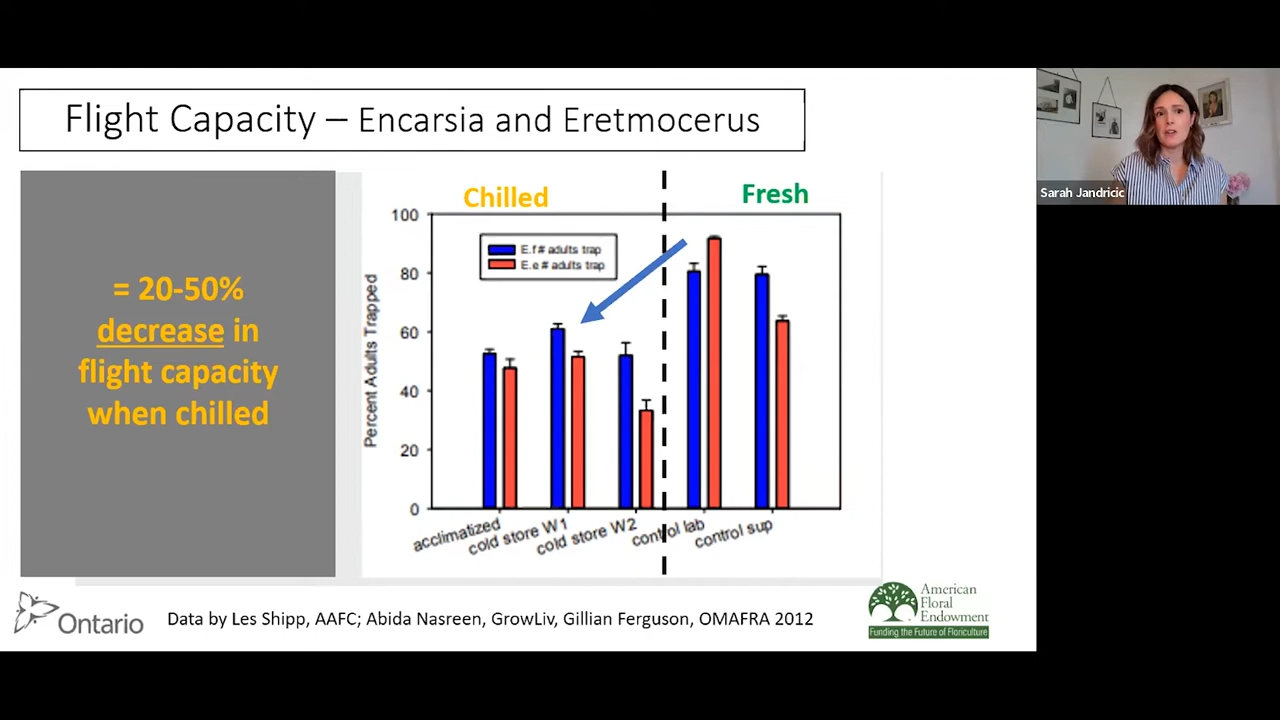 Flight Capacity – Encarsia and Eretmocerus
= 20-50%
decrease in
flight capacity
when chilled
Chilled
Fresh
E.f # adults trap
E.e # adults trap
Percent Adults Trapped
100
80
60
40
20
0
acclimatized
cold store W1
cold store W2
control lab
control sup
Ontario
Data by Les Shipp, AAFC; Abida Nasreen, GrowLiv, Gillian Ferguson, OMAFRA 2012
American
Floral
Endowment
Funding the Future of Floriculture
Sarah Jandricic